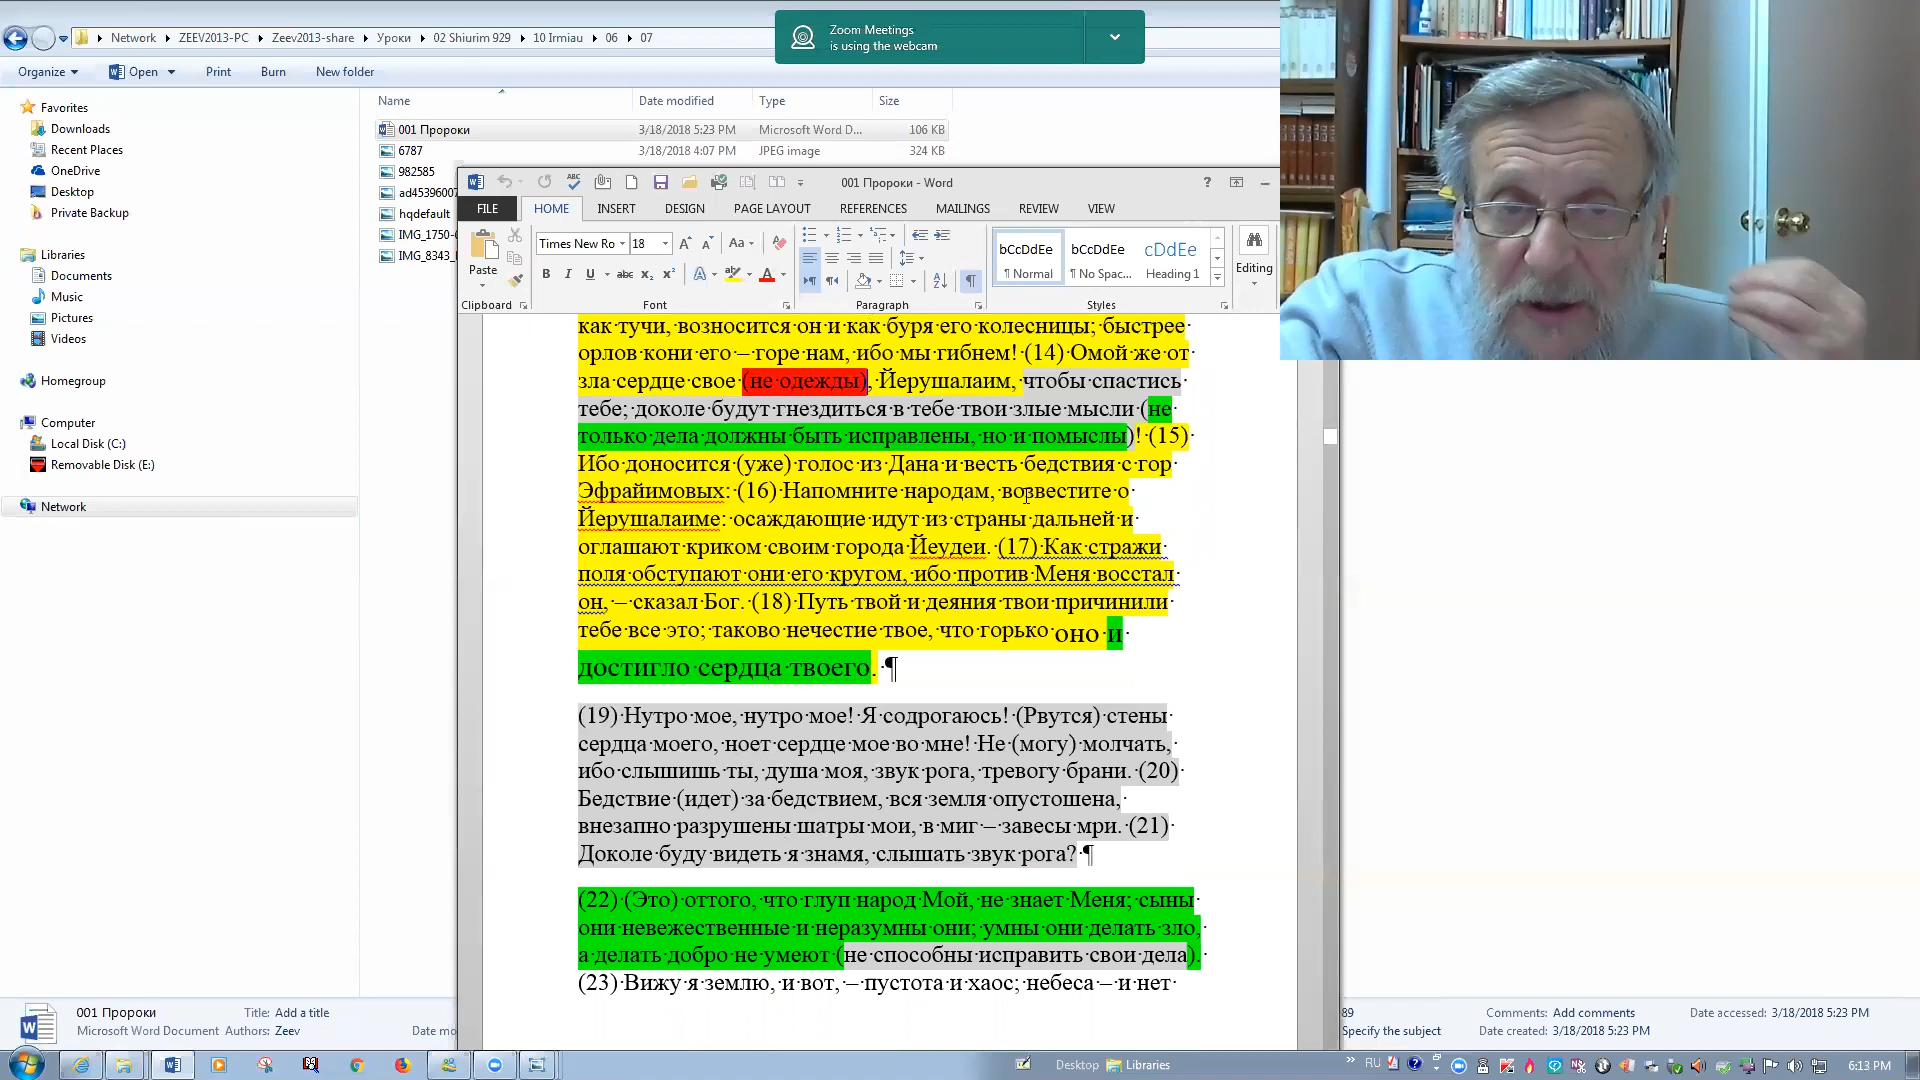 Network ▸ ZEEV2013-PC ▸ Zeev2013-share ▸ Уроки ▸ 02 Shiurim 929 ▸ 10 Irmiau ▸ 06 ▸ 07
Zoom Meetings
is using the webcam
Organize Open Print Burn New folder
Name Date modified Type Size
Favorites
Downloads
Recent Places
OneDrive
Desktop
Private Backup
Libraries
Documents
Music
Pictures
Videos
Homegroup
Computer
Local Disk (C:)
Removable Disk (E:)
Network
001 Пророки 3/18/2018 5:23 PM Microsoft Word D... 106 KB
6787 3/18/2018 4:07 PM JPEG image 324 KB
982585
ad45396007
hqdefault
IMG_1750-
IMG_8343_
001 Пророки - Word
FILE HOME INSERT DESIGN PAGE LAYOUT REFERENCES MAILINGS REVIEW VIEW
Times New Ro 18
Paste
bCcDdEe bCcDdEe cDdEe
¶ Normal ¶ No Spac... Heading 1
Editing
Clipboard Font Paragraph Styles
как тучи, возносится он и как буря его колесницы; быстрее
орлов кони его – горе нам, ибо мы гибнем! (14) Омой же от
зла сердце свое (не одежды), Йерушалаим, чтобы спастись
тебе; доколе будут гнездиться в тебе твои злые мысли (не
только дела должны быть исправлены, но и помыслы)! (15)
Ибо доносится (уже) голос из Дана и весть бедствия с гор
Эфрайимовых: (16) Напомните народам, возвестите о
Йерушалаиме: осаждающие идут из страны дальней и
оглашают криком своим города Йеудеи. (17) Как стражи
поля обступают они его кругом, ибо против Меня восстал
он, – сказал Бог. (18) Путь твой и деяния твои причинили
тебе все это; таково нечестие твое, что горько оно и
достигло сердца твоего. ¶
(19) Нутро мое, нутро мое! Я содрогаюсь! (Рвутся) стены
сердца моего, ноет сердце мое во мне! Не (могу) молчать,
ибо слышишь ты, душа моя, звук рога, тревогу брани. (20)
Бедствие (идет) за бедствием, вся земля опустошена,
внезапно разрушены шатры мои, в миг – завесы мри. (21)
Доколе буду видеть я знамя, слышать звук рога? ¶
(22) (Это) оттого, что глуп народ Мой, не знает Меня; сыны
они невежественные и неразумны они; умны они делать зло,
а делать добро не умеют (не способны исправить свои дела).
(23) Вижу я землю, и вот, – пустота и хаос; небеса – и нет
001 Пророки Title: Add a title
Microsoft Word Document Authors: Zeev Date mo
89 Comments: Add comments Date accessed: 3/18/2018 5:23 PM
Specify the subject Date created: 3/18/2018 5:23 PM
Desktop Libraries RU 6:13 PM